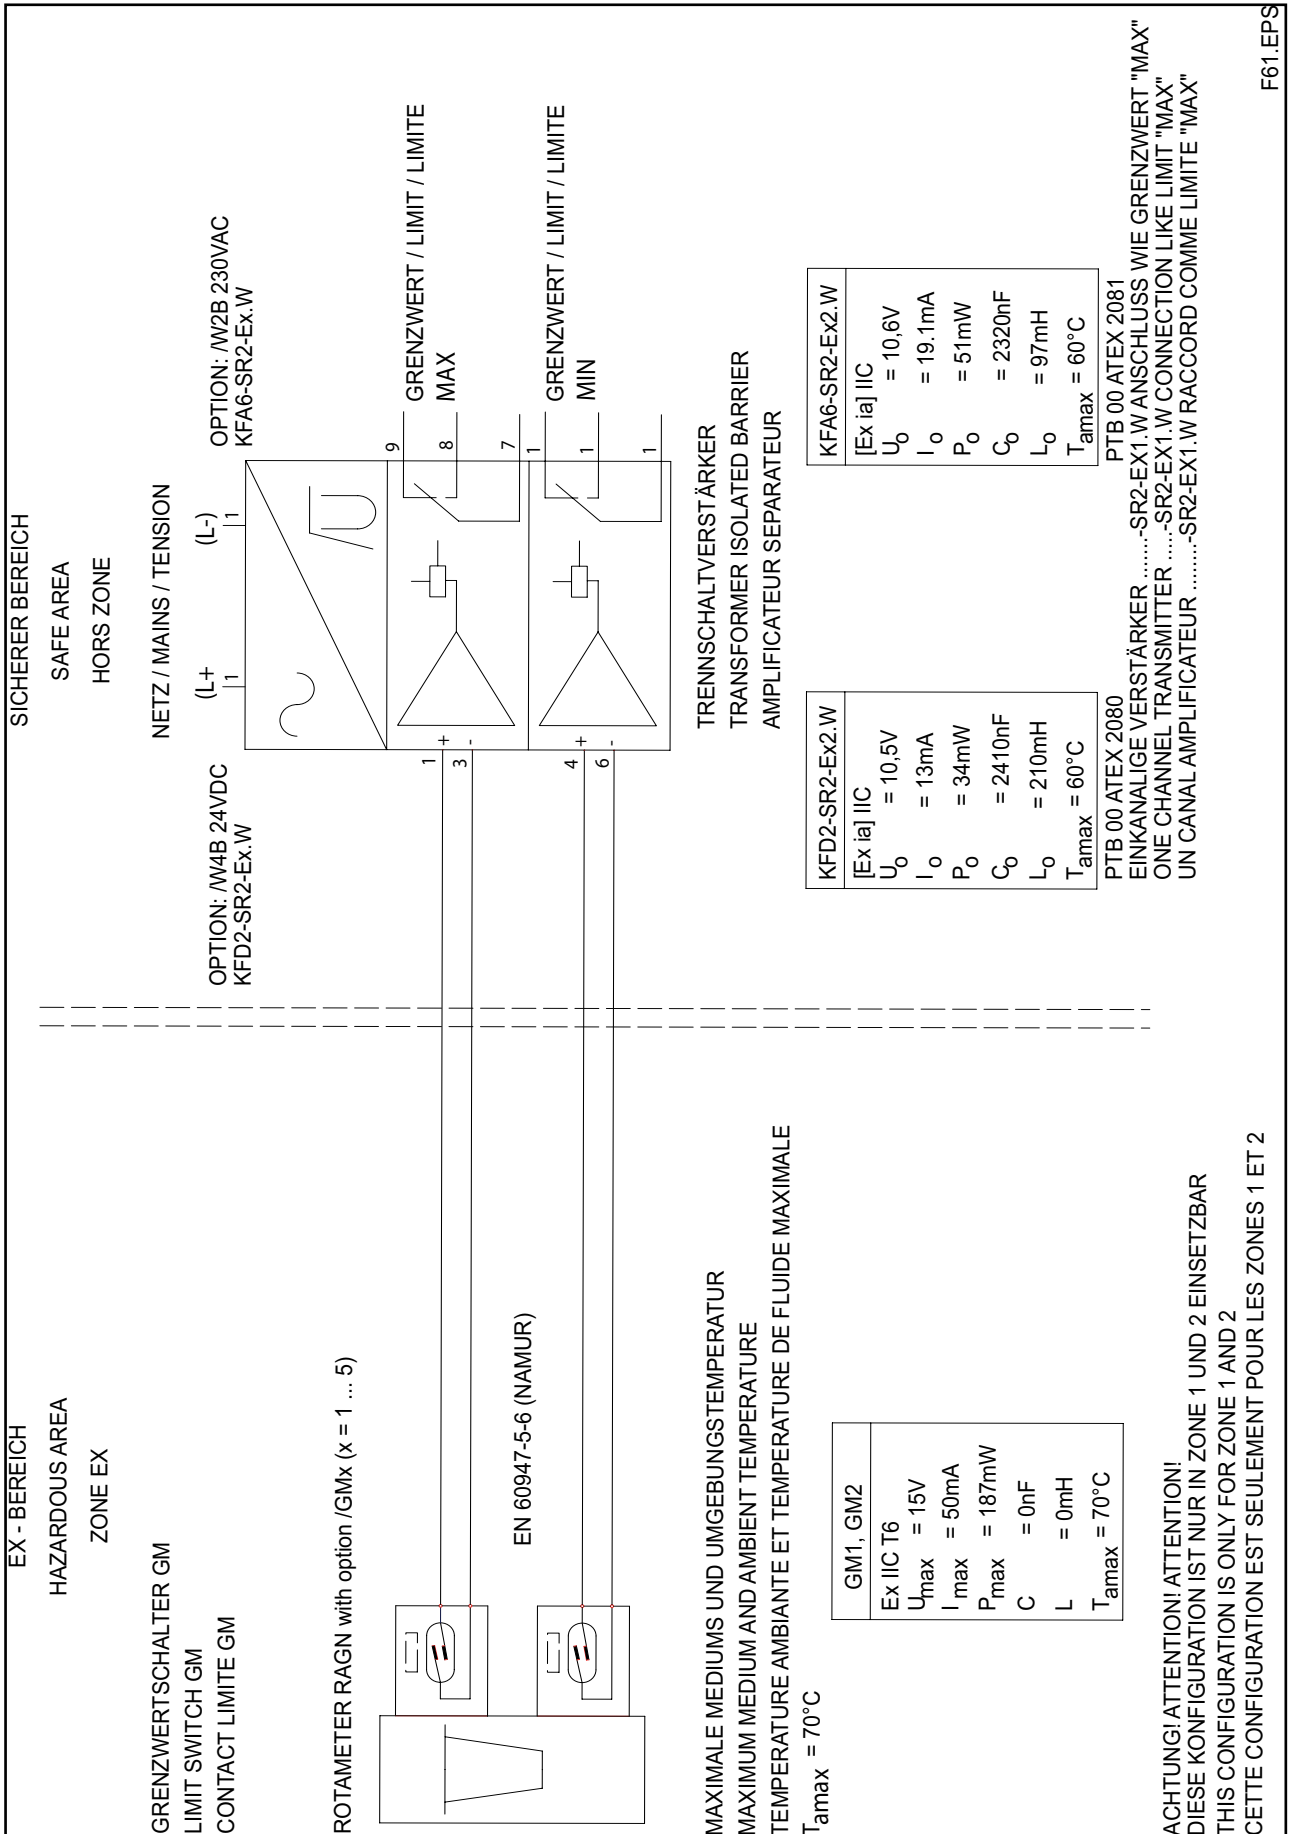 EX - BEREICH
HAZARDOUS AREA
ZONE EX
SICHERER BEREICH
SAFE AREA
HORS ZONE
GRENZWERTSCHALTER GM
LIMIT SWITCH GM
CONTACT LIMITE GM
ROTAMETER RAGN with option /GMx (x = 1 ... 5)
EN 60947-5-6 (NAMUR)
NETZ / MAINS / TENSION
(L+
(L-)
1
1
OPTION: /W4B 24VDC
KFD2-SR2-Ex.W
OPTION: /W2B 230VAC
KFA6-SR2-Ex.W
1 +
3 -
4 +
6 -
9
8
7
1
1
1
GRENZWERT / LIMIT / LIMITE
MAX
GRENZWERT / LIMIT / LIMITE
MIN
TRENNSCHALTVERSTÄRKER
TRANSFORMER ISOLATED BARRIER
AMPLIFICATEUR SEPARATEUR
MAXIMALE MEDIUMS UND UMGEBUNGSTEMPERATUR
MAXIMUM MEDIUM AND AMBIENT TEMPERATURE
TEMPERATURE AMBIANTE ET TEMPERATURE DE FLUIDE MAXIMALE
Tamax = 70°C
GM1, GM2
Ex IIC T6
Umax = 15V
I max = 50mA
Pmax = 187mW
C = 0nF
L = 0mH
Tamax = 70°C
KFD2-SR2-Ex2.W
[Ex ia] IIC
Uo = 10,5V
I o = 13mA
Po = 34mW
Co = 2410nF
Lo = 210mH
Tamax = 60°C
PTB 00 ATEX 2080
KFA6-SR2-Ex2.W
[Ex ia] IIC
Uo = 10,6V
I o = 19.1mA
Po = 51mW
Co = 2320nF
Lo = 97mH
Tamax = 60°C
PTB 00 ATEX 2081
EINKANALIGE VERSTÄRKER ........-SR2-EX1.W ANSCHLUSS WIE GRENZWERT "MAX"
ONE CHANNEL TRANSMITTER ......-SR2-EX1.W CONNECTION LIKE LIMIT "MAX"
UN CANAL AMPLIFICATEUR .........-SR2-EX1.W RACCORD COMME LIMITE "MAX"
ACHTUNG! ATTENTION! ATTENTION!
DIESE KONFIGURATION IST NUR IN ZONE 1 UND 2 EINSETZBAR
THIS CONFIGURATION IS ONLY FOR ZONE 1 AND 2
CETTE CONFIGURATION EST SEULEMENT POUR LES ZONES 1 ET 2
F61.EPS